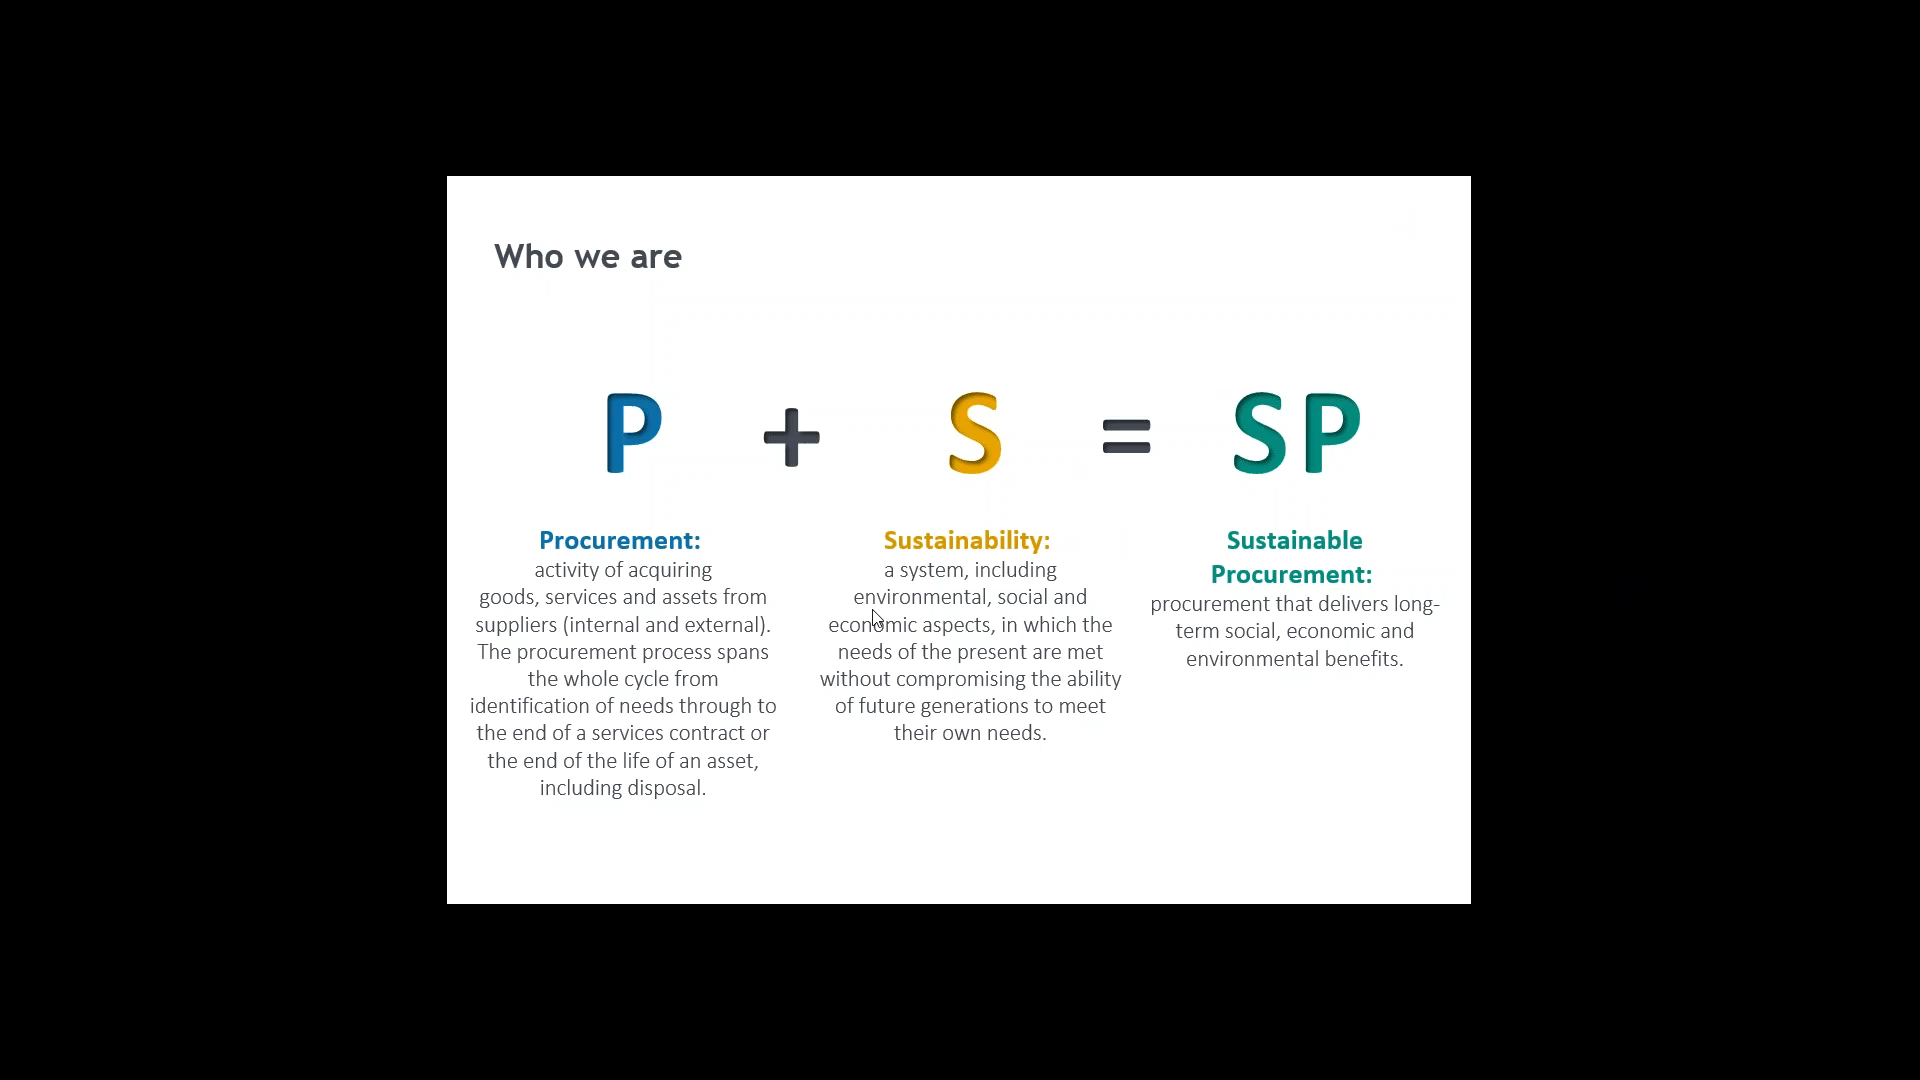 Who we are
P + S = SP
Procurement:
activity of acquiring
goods, services and assets from
suppliers (internal and external).
The procurement process spans
the whole cycle from
identification of needs through to
the end of a services contract or
the end of the life of an asset,
including disposal.
Sustainability:
a system, including
environmental, social and
economic aspects, in which the
needs of the present are met
without compromising the ability
of future generations to meet
their own needs.
Sustainable
Procurement:
procurement that delivers long-
term social, economic and
environmental benefits.